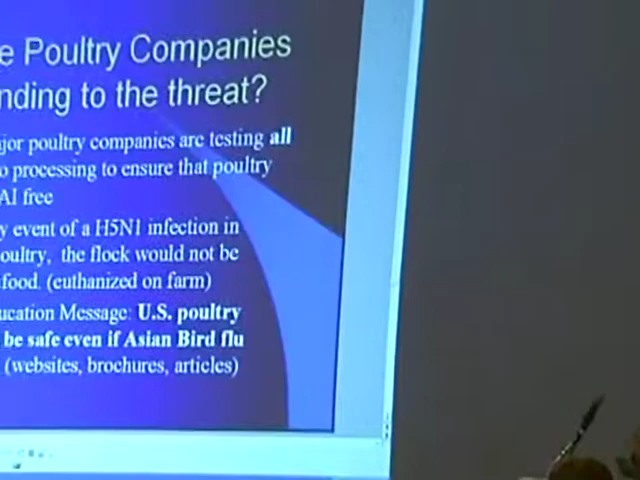 e Poultry Companies
nding to the threat?
jor poultry companies are testing all
o processing to ensure that poultry
AI free
y event of a H5N1 infection in
oultry, the flock would not be
food. (euthanized on farm)
ucation Message: U.S. poultry
be safe even if Asian Bird flu
(websites, brochures, articles)